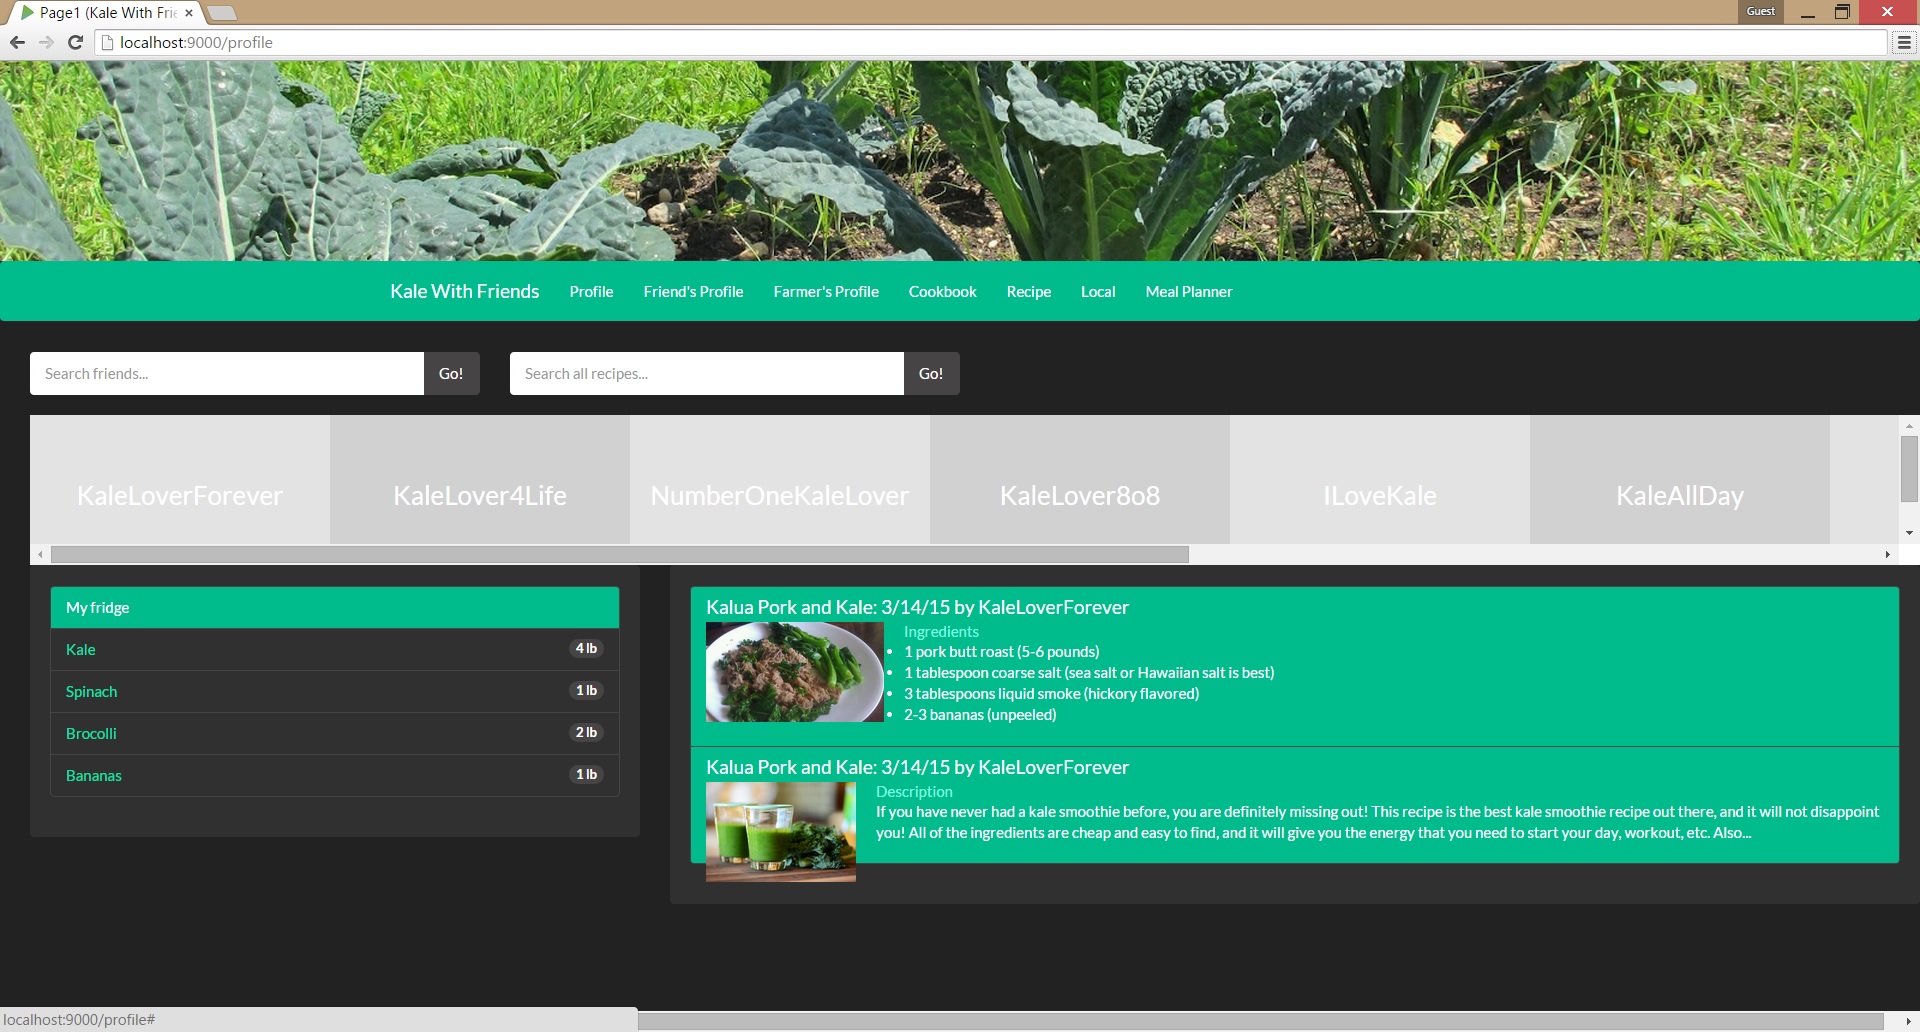 Page1 (Kale With Frie
Guest
localhost:9000/profile
Kale With Friends Profile Friend's Profile Farmer's Profile Cookbook Recipe Local Meal Planner
Search friends... Go! Search all recipes... Go!
KaleLoverForever KaleLover4Life NumberOneKaleLover KaleLover8o8 ILoveKale KaleAllDay
My fridge
Kale 4 lb
Spinach 1 lb
Brocolli 2 lb
Bananas 1 lb
Kalua Pork and Kale: 3/14/15 by KaleLoverForever
Ingredients
• 1 pork butt roast (5-6 pounds)
• 1 tablespoon coarse salt (sea salt or Hawaiian salt is best)
• 3 tablespoons liquid smoke (hickory flavored)
• 2-3 bananas (unpeeled)
Kalua Pork and Kale: 3/14/15 by KaleLoverForever
Description
If you have never had a kale smoothie before, you are definitely missing out! This recipe is the best kale smoothie recipe out there, and it will not disappoint
you! All of the ingredients are cheap and easy to find, and it will give you the energy that you need to start your day, workout, etc. Also...
localhost:9000/profile#